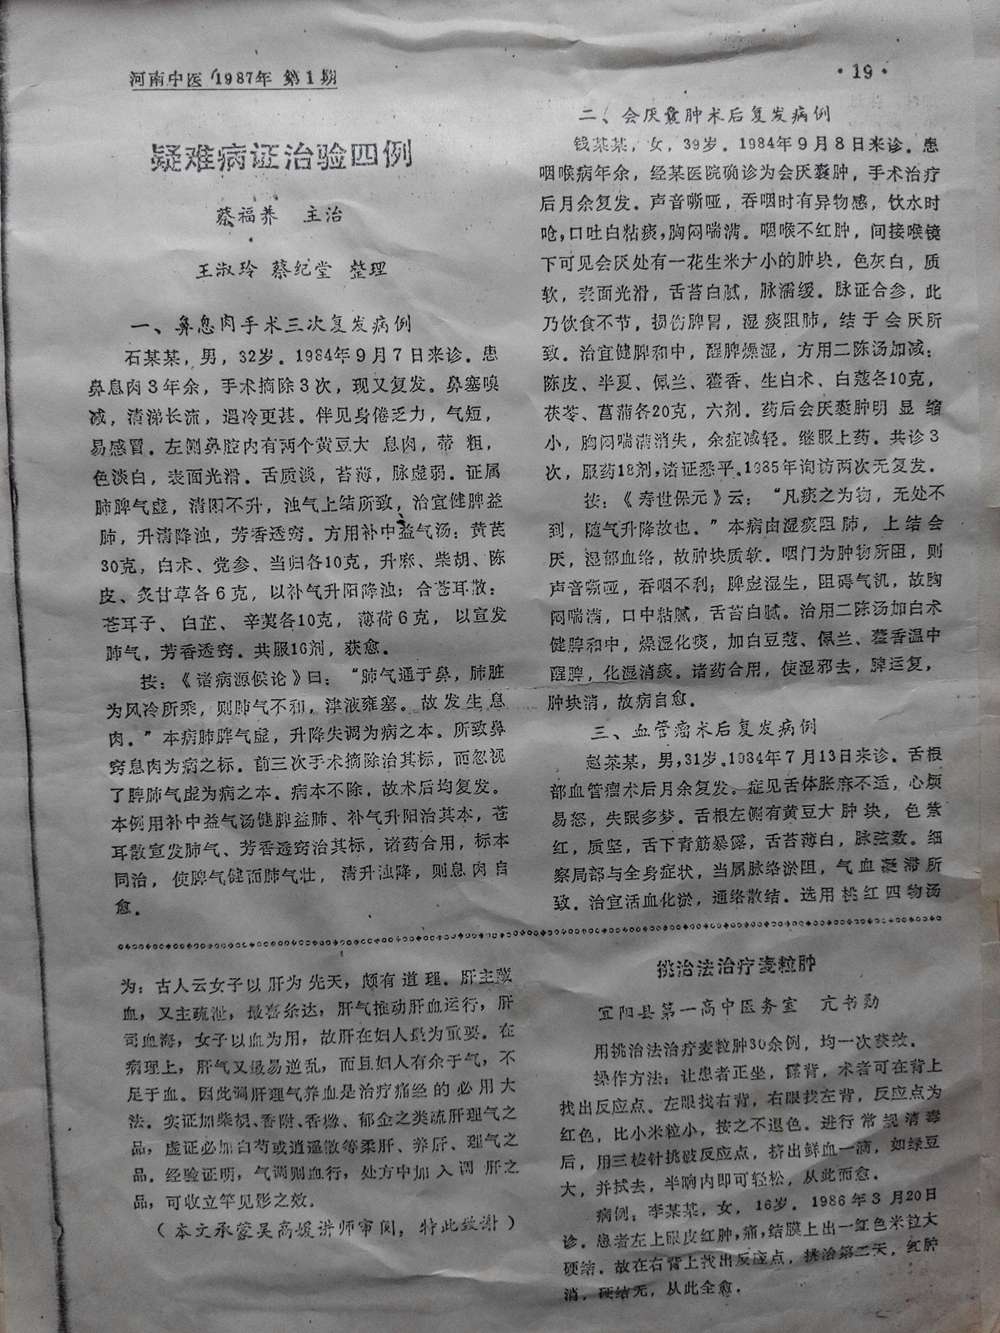 河南中医 1987年 第1期
·19·
疑难病证治验四例
蔡福养 主治
王淑玲 蔡纪堂 整理
一、鼻息肉手术三次复发病例
石某某，男，32岁。1984年9月7日来诊。患
鼻息肉3年余，手术摘除3次，现又复发。鼻塞嗅
减，清涕长流，遇冷更甚。伴见身倦乏力，气短，
易感冒。左侧鼻腔内有两个黄豆大 息肉，蒂 粗，
色淡白，表面光滑。舌质淡，苔薄，脉虚弱。证属
肺脾气虚，清阳不升，浊气上结所致，治宜健脾益
肺，升清降浊，芳香透窍。方用补中益气汤：黄芪
30克，白术、党参、当归各10克，升麻、柴胡、陈
皮、炙甘草各6克，以补气升阳降浊；合苍耳散：
苍耳子、白芷、辛荑各10克，薄荷6克，以宣发
肺气，芳香透窍。共服16剂，获愈。
按：《诸病源候论》曰：“肺气通于鼻，肺脏
为风冷所乘，则肺气不和，津液雍塞。故发生息
肉。”本病肺脾气虚，升降失调为病之本。所致鼻
窍息肉为病之标。前三次手术摘除治其标，而忽视
了脾肺气虚为病之本。病本不除，故术后均复发。
本例用补中益气汤健脾益肺、补气升阳治其本，苍
耳散宣发肺气、芳香透窍治其标，诸药合用，标本
同治，使脾气健而肺气壮，清升浊降，则息肉自
愈。
二、会厌囊肿术后复发病例
钱某某，女，39岁。1984年9月8日来诊。患
咽喉病年余，经某医院确诊为会厌囊肿，手术治疗
后月余复发。声音嘶哑，吞咽时有异物感，饮水时
呛，口吐白粘痰，胸闷喘满。咽喉不红肿，间接喉镜
下可见会厌处有一花生米大小的肿块，色灰白，质
软，表面光滑，舌苔白腻，脉濡缓。脉证合参，此
乃饮食不节，损伤脾胃，湿痰阻肺，结于会厌所
致。治宜健脾和中，醒脾燥湿，方用二陈汤加减：
陈皮、半夏、佩兰、藿香、生白术、白蔻各10克，
茯苓、菖蒲各20克，六剂。药后会厌囊肿明 显 缩
小，胸闷喘满消失，余症减轻。继服上药。共诊3
次，服药18剂，诸证悉平。1985年询访两次无复发。
按：《寿世保元》云：“凡痰之为物，无处不
到，随气升降故也。”本病由湿痰阻肺，上结会
厌，湿郁血络，故肿块质软。咽门为肿物所阻，则
声音嘶哑，吞咽不利；脾虚湿生，阻碍气机，故胸
闷喘满，口中粘腻，舌苔白腻。治用二陈汤加白术
健脾和中，燥湿化痰，加白豆蔻、佩兰、藿香温中
醒脾，化湿消痰。诸药合用，使湿邪去，脾运复，
肿块消，故病自愈。
三、血管瘤术后复发病例
赵某某，男，31岁。1984年7月13日来诊。舌根
部血管瘤术后月余复发。症见舌体胀麻不适，心烦
易怒，失眠多梦。舌根左侧有黄豆大肿块，色紫
红，质坚，舌下青筋暴露，舌苔薄白，脉弦数。细
察局部与全身症状，当属脉络淤阻，气血凝滞所
致。治宜活血化淤，通络散结。选用桃红四物汤
为：古人云女子以肝为先天，颇有道理。肝主藏
血，又主疏泄，最喜条达，肝气推动肝血运行，肝
司血海，女子以血为用，故肝在妇人最为重要。在
病理上，肝气又最易逆乱，而且妇人有余于气，不
足于血。因此调肝理气养血是治疗痛经的必用大
法。实证加柴胡、香附、香橼、郁金之类疏肝理气之
品，虚证必加白芍或逍遥散等柔肝、养肝、理气之
品。经验证明，气调则血行，处方中加入调肝之
品，可收立竿见影之效。
（本文承蒙吴高媛讲师审阅，特此致谢）
挑治法治疗麦粒肿
宜阳县第一高中医务室 亢书勋
用挑治法治疗麦粒肿30余例，均一次获效。
操作方法：让患者正坐，露背，术者可在背上
找出反应点。左眼找右背，右眼找左背，反应点为
红色，比小米粒小，按之不退色。进行常规消毒
后，用三棱针挑破反应点，挤出鲜血一滴，如绿豆
大，并拭去，半晌内即可轻松，从此而愈。
病例：李某某，女，16岁。1986年3月20日
诊。患者左上眼皮红肿，痛，结膜上出一红色米粒大
硬结。故在右背上找出反应点，挑治第二天，红肿
消，硬结无，从此全愈。